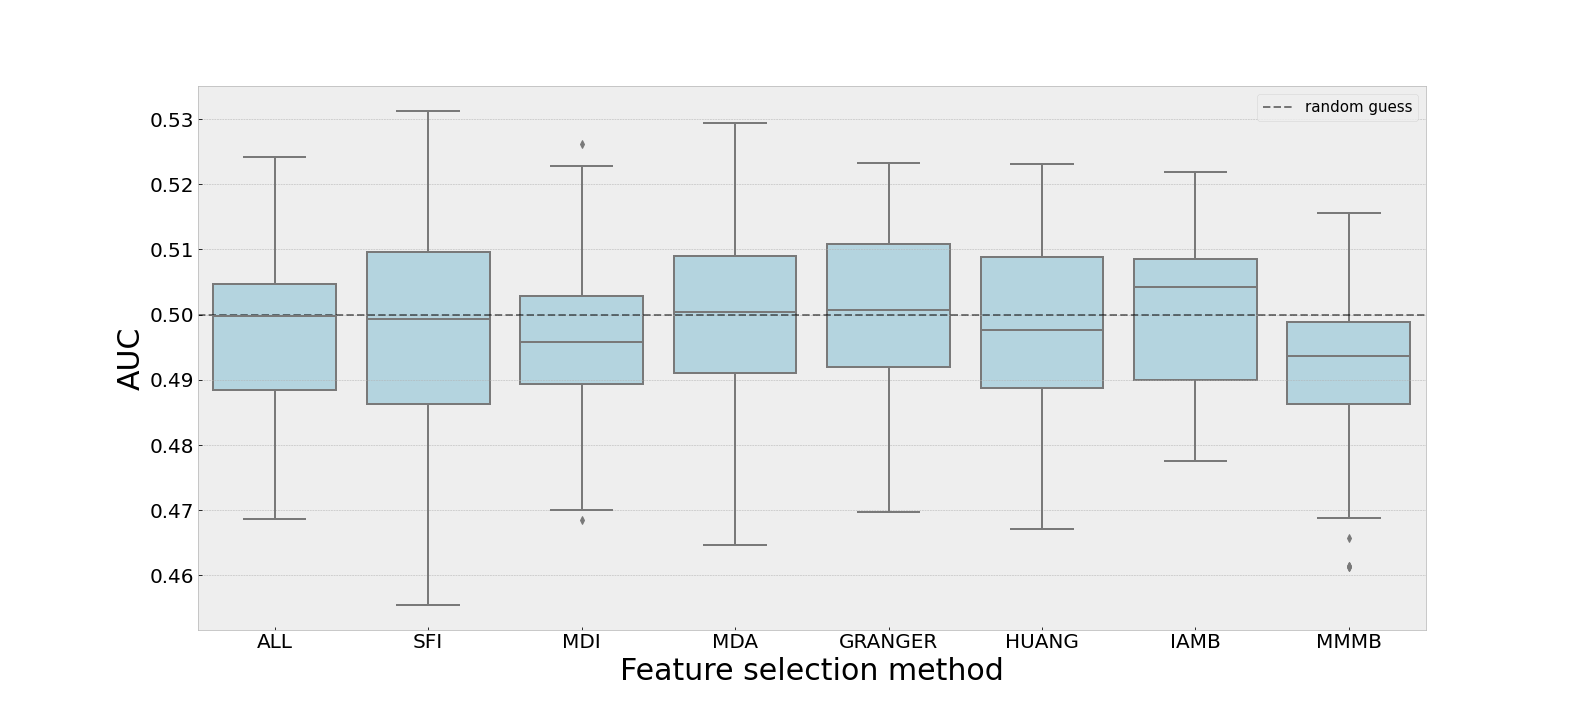 random guess
0.53
0.52
0.51
0.50
0.49
0.48
0.47
0.46
AUC
ALL SFI MDI MDA GRANGER HUANG IAMB MMMB
Feature selection method